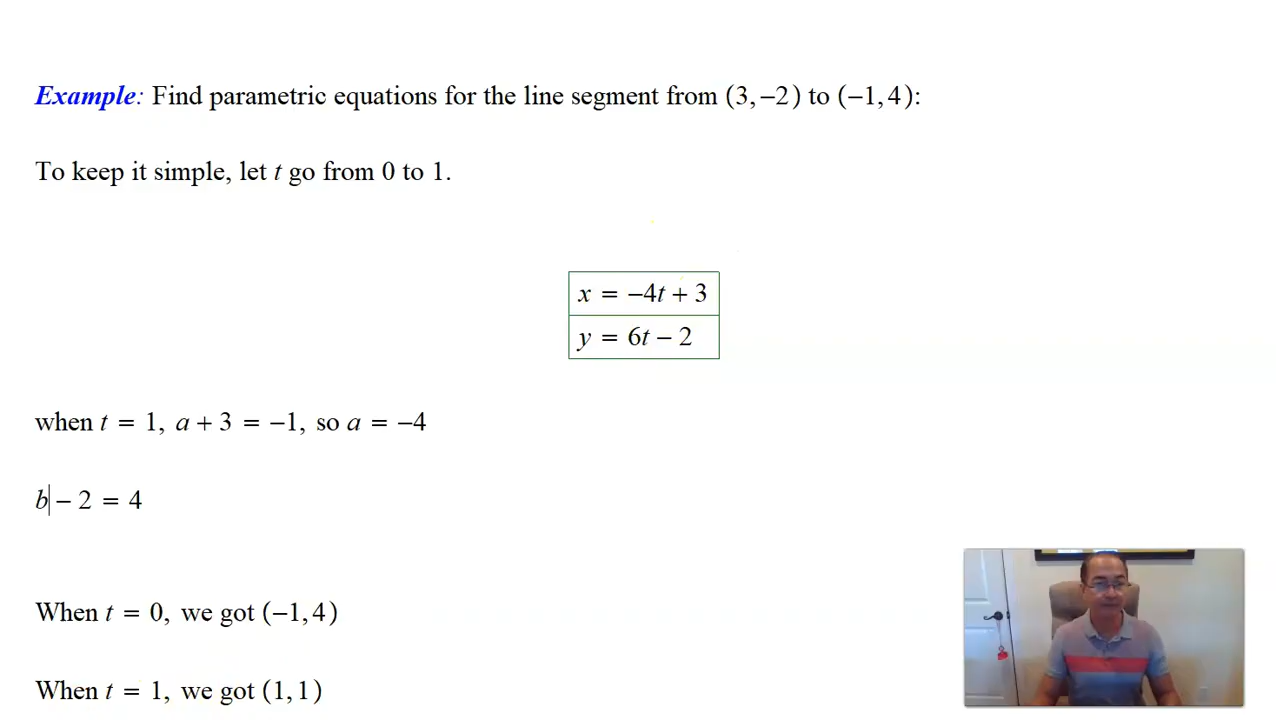 Example: Find parametric equations for the line segment from (3,−2) to (−1,4):
To keep it simple, let t go from 0 to 1.
x = −4t + 3
y = 6t − 2
when t = 1, a + 3 = −1, so a = −4
b − 2 = 4
When t = 0, we got (−1,4)
When t = 1, we got (1,1)